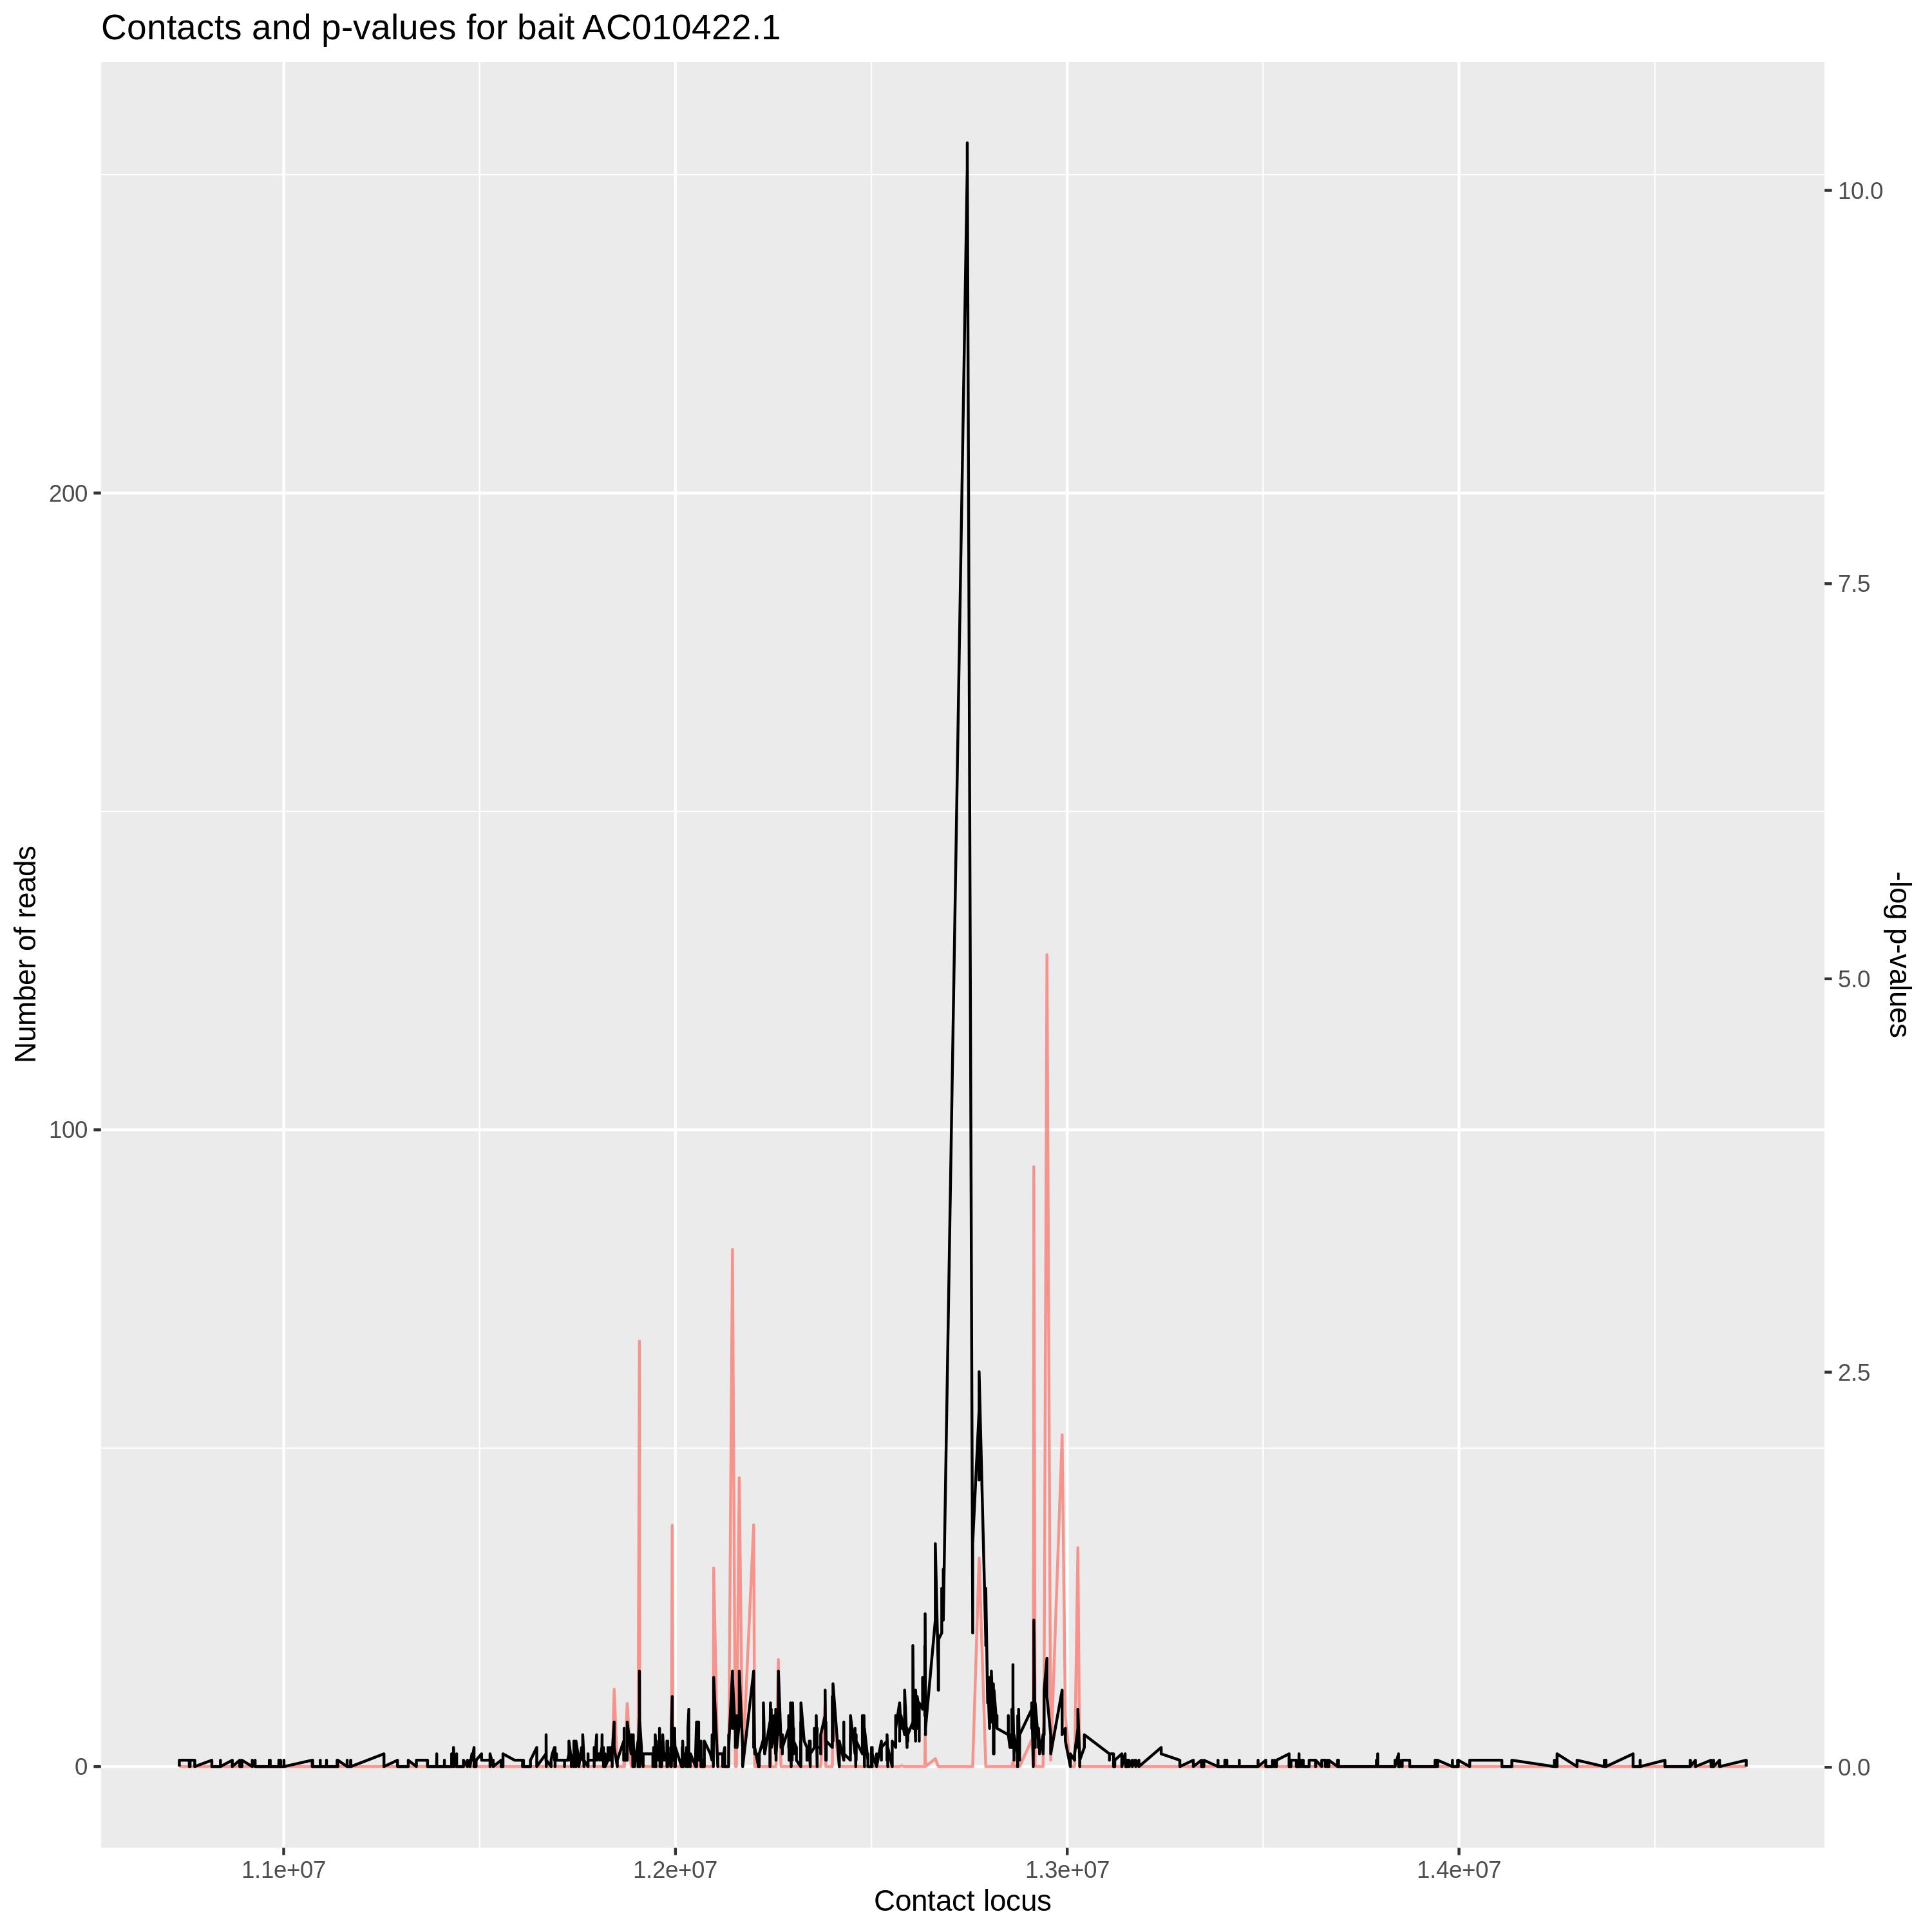 Contacts and p-values for bait AC010422.1
10.0
200
7.5
Number of reads
-log p-values
5.0
100
2.5
0
0.0
1.1e+07
1.2e+07
1.3e+07
1.4e+07
Contact locus